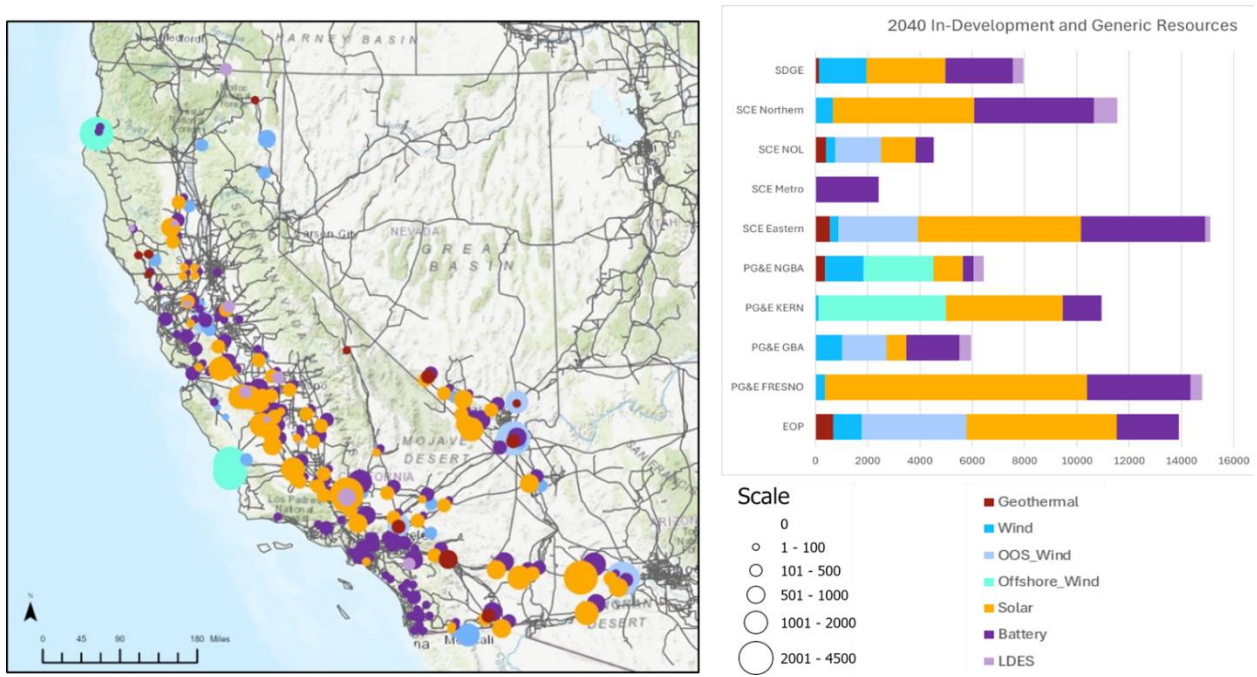 2040 In-Development and Generic Resources
SDGE
SCE Northern
SCE NOL
SCE Metro
SCE Eastern
PG&E NGBA
PG&E KERN
PG&E GBA
PG&E FRESNO
EOP
0 2000 4000 6000 8000 10000 12000 14000 16000
HARNEY BASIN
NEVADA
GREAT
BASIN
MOJAVE
DESERT
CALIFORNIA
Los Padres
National
DESERT
0 45 90 180 Miles
N
Scale
0
1 - 100
101 - 500
501 - 1000
1001 - 2000
2001 - 4500
Geothermal
Wind
OOS_Wind
Offshore_Wind
Solar
Battery
LDES